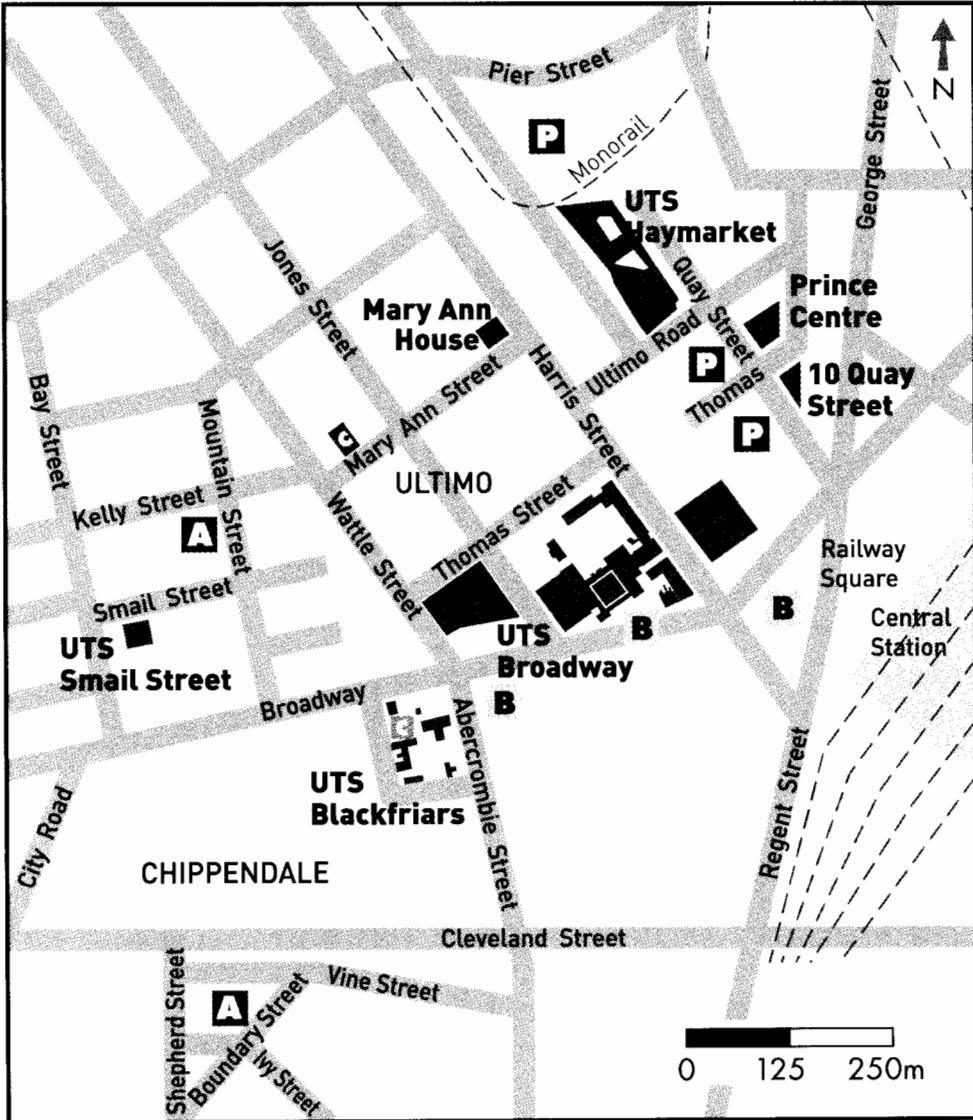 N
Pier Street
P
Monorail
George Street
UTS
Haymarket
Jones Street
Quay Street
Prince
Centre
Mary Ann
House
Ultimo Road
P
Thomas
10 Quay
Street
Harris Street
Bay Street
Mountain Street
C
Mary Ann Street
P
ULTIMO
Kelly Street
A
Wattle Street
Thomas Street
Railway
Square
Smail Street
B
B
Central
Station
UTS
Smail Street
UTS
Broadway
Broadway
B
C
Abercrombie Street
UTS
Blackfriars
Regent Street
City Road
CHIPPENDALE
Cleveland Street
Shepherd Street
Vine Street
A
Boundary Street
Ivy Street
0 125 250m